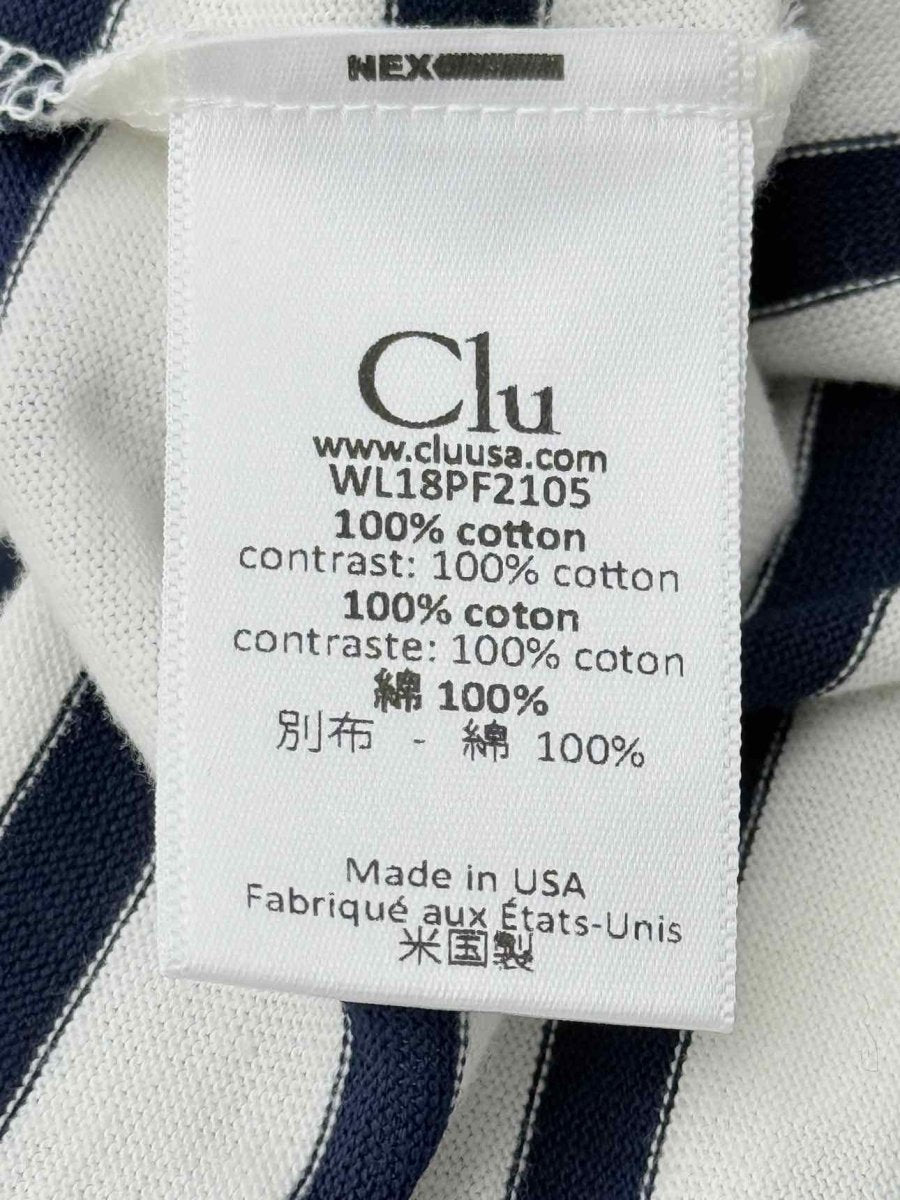 NEX
Clu
www.cluusa.com
WL18PF2105
100% cotton
contrast: 100% cotton
100% coton
contraste: 100% coton
綿 100%
別布 - 綿 100%
Made in USA
Fabriqué aux États-Unis
米国製